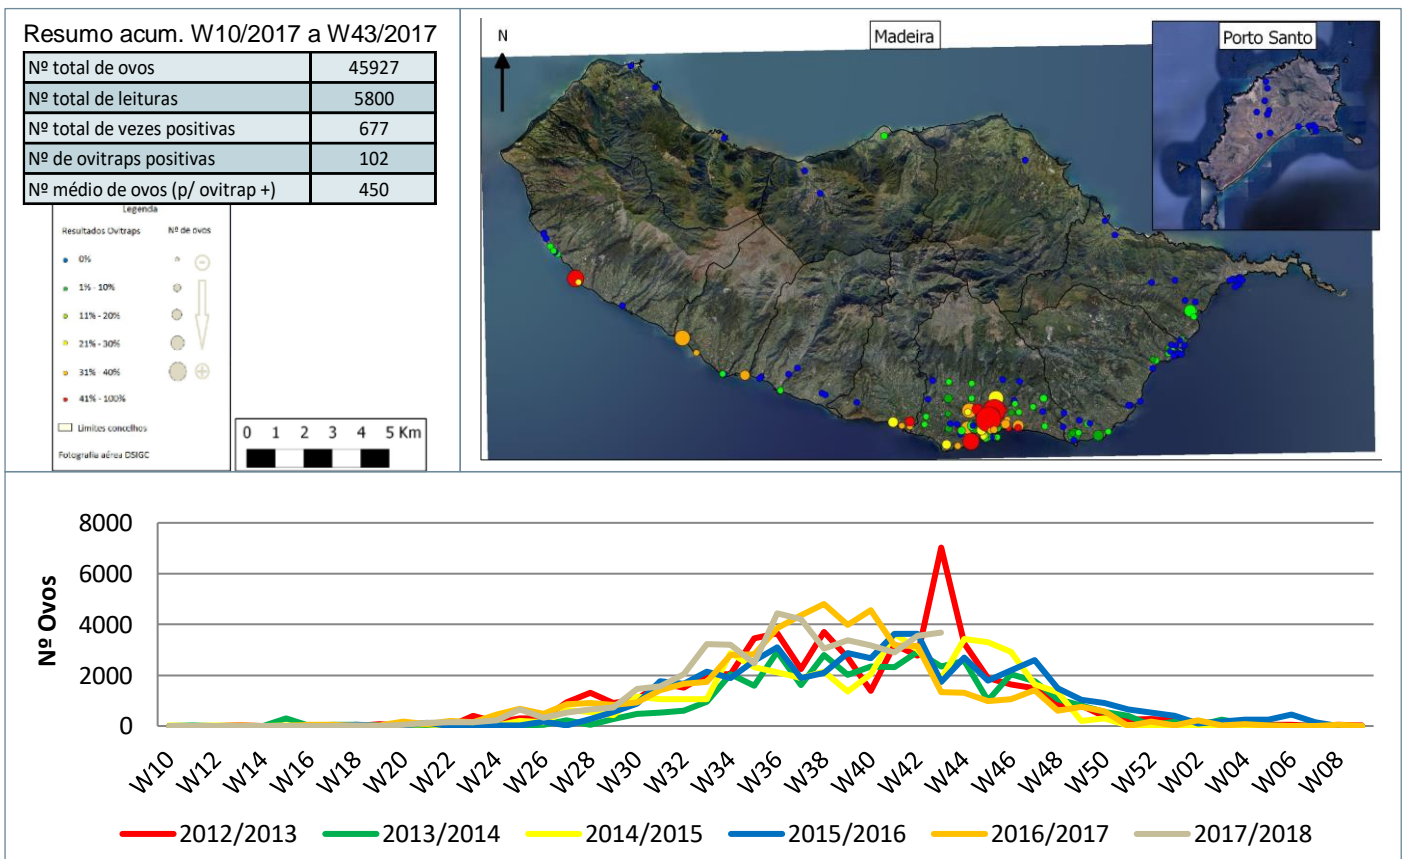 Resumo acum. W10/2017 a W43/2017
Nº total de ovos 45927
Nº total de leituras 5800
Nº total de vezes positivas 677
Nº de ovitraps positivas 102
Nº médio de ovos (p/ ovitrap +) 450
Legenda
Resultados Ovitraps Nº de ovos
0%
1% - 10%
11% - 20%
21% - 30%
31% - 40%
41% - 100%
Limites concelhos
Fotografia aérea DSIGC
0 1 2 3 4 5 Km
N
Madeira
Porto Santo
Nº Ovos
8000
6000
4000
2000
0
W10 W12 W14 W16 W18 W20 W22 W24 W26 W28 W30 W32 W34 W36 W38 W40 W42 W44 W46 W48 W50 W52 W02 W04 W06 W08
2012/2013 2013/2014 2014/2015 2015/2016 2016/2017 2017/2018